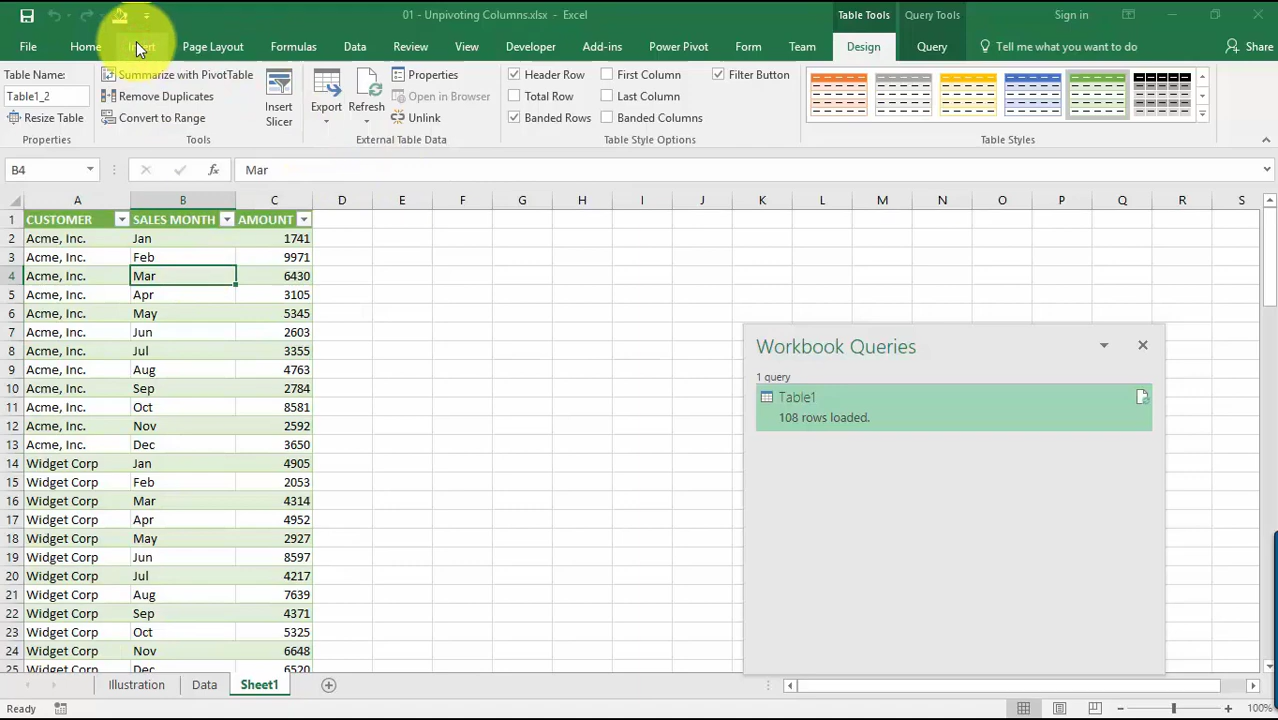 01 - Unpivoting Columns.xlsx - Excel
Table Tools
Query Tools
Sign in
File
Home
Insert
Page Layout
Formulas
Data
Review
View
Developer
Add-ins
Power Pivot
Form
Team
Design
Query
Tell me what you want to do
Share
Table Name:
Table1_2
Resize Table
Properties
Summarize with PivotTable
Remove Duplicates
Convert to Range
Tools
Insert
Slicer
Export
Refresh
Properties
Open in Browser
Unlink
External Table Data
Header Row
Total Row
Banded Rows
First Column
Last Column
Banded Columns
Filter Button
Table Style Options
Table Styles
B4
fx
Mar
A B C D E F G H I J K L M N O P Q R S
1 CUSTOMER SALES MONTH AMOUNT
2 Acme, Inc. Jan 1741
3 Acme, Inc. Feb 9971
4 Acme, Inc. Mar 6430
5 Acme, Inc. Apr 3105
6 Acme, Inc. May 5345
7 Acme, Inc. Jun 2603
8 Acme, Inc. Jul 3355
9 Acme, Inc. Aug 4763
10 Acme, Inc. Sep 2784
11 Acme, Inc. Oct 8581
12 Acme, Inc. Nov 2592
13 Acme, Inc. Dec 3650
14 Widget Corp Jan 4905
15 Widget Corp Feb 2053
16 Widget Corp Mar 4314
17 Widget Corp Apr 4952
18 Widget Corp May 2927
19 Widget Corp Jun 8597
20 Widget Corp Jul 4217
21 Widget Corp Aug 7639
22 Widget Corp Sep 4371
23 Widget Corp Oct 5325
24 Widget Corp Nov 6648
25 Widget Corp Dec 6520
Workbook Queries
1 query
Table1
108 rows loaded.
Illustration
Data
Sheet1
Ready
100%